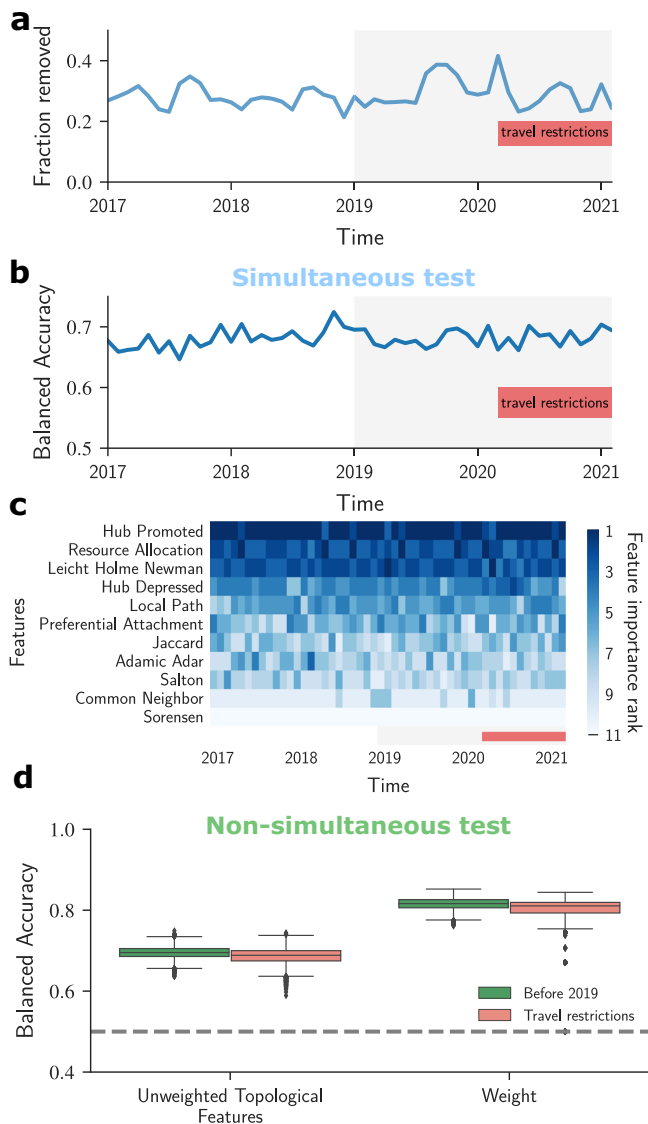 a
Fraction removed
0.4
0.2
0.0
travel restrictions
2017 2018 2019 2020 2021
Time
b
Simultaneous test
Balanced Accuracy
0.7
0.6
0.5
travel restrictions
2017 2018 2019 2020 2021
Time
c
Features
Hub Promoted
Resource Allocation
Leicht Holme Newman
Hub Depressed
Local Path
Preferential Attachment
Jaccard
Adamic Adar
Salton
Common Neighbor
Sorensen
1
3
5
7
9
11
Feature importance rank
2017 2018 2019 2020 2021
Time
d
Non-simultaneous test
Balanced Accuracy
1.0
0.8
0.6
0.4
Before 2019
Travel restrictions
Unweighted Topological
Features
Weight